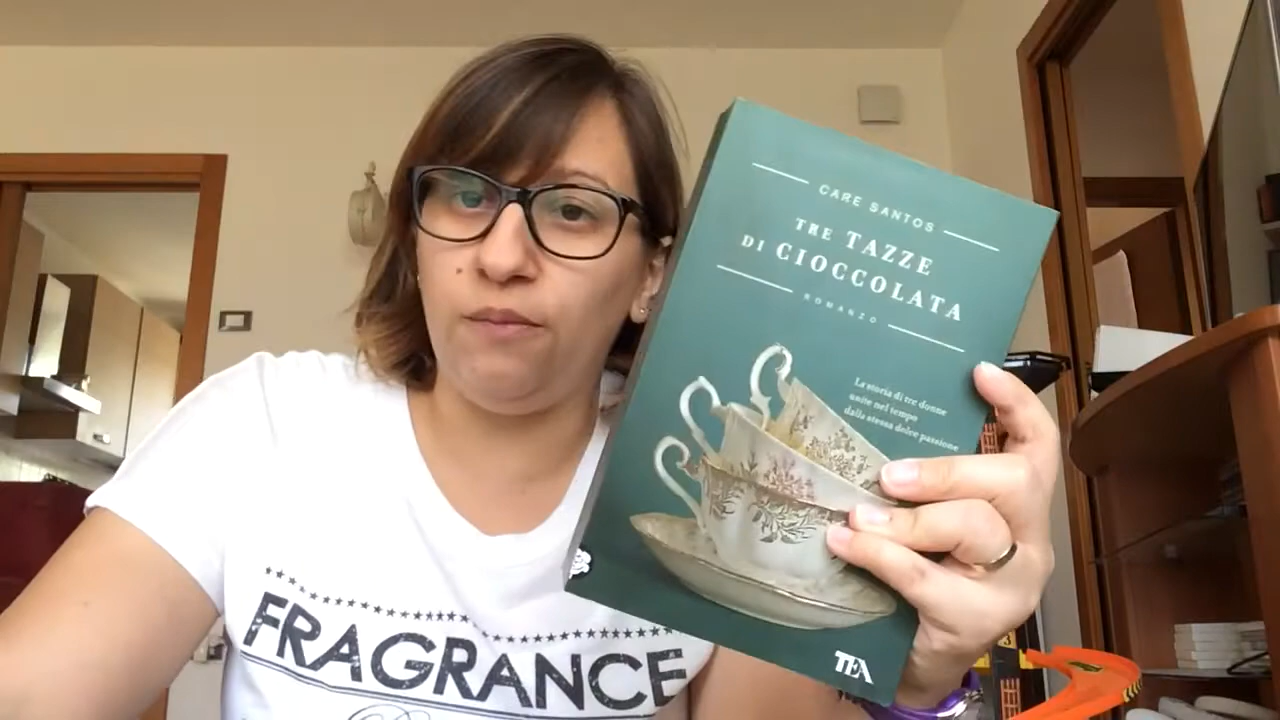 CARE SANTOS
TRE TAZZE
DI CIOCCOLATA
ROMANZO
La storia di tre donne
unite nel tempo
dalla stessa dolce passione
TEA
FRAGRANCE